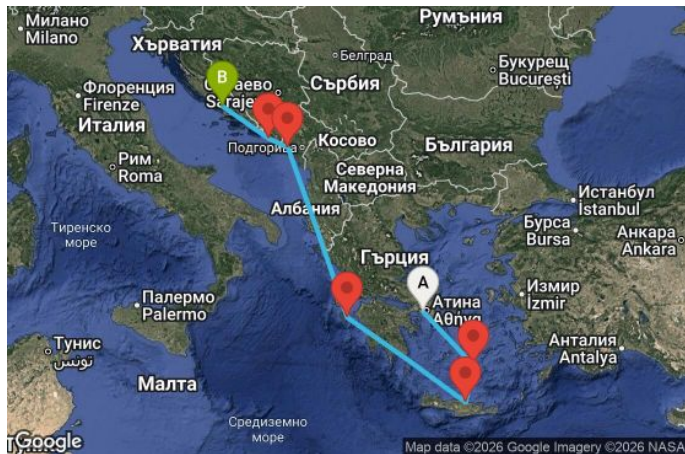 Милано
Milano
Румъния
Хърватия
Белград
Букурещ
București
Флоренция
Firenze
Сараево
Sarajevo
Сърбия
Италия
Подгорица
Косово
България
Рим
Roma
Северна
Македония
Истанбул
İstanbul
Албания
Тиренско
море
Бурса
Bursa
Анкара
Ankara
Гърция
A
B
Атина
Αθήνα
Измир
İzmir
Палермо
Palermo
Тунис
تونس
Анталия
Antalya
Малта
Средиземно
море
Google
Map data ©2026 Google Imagery ©2026 NASA